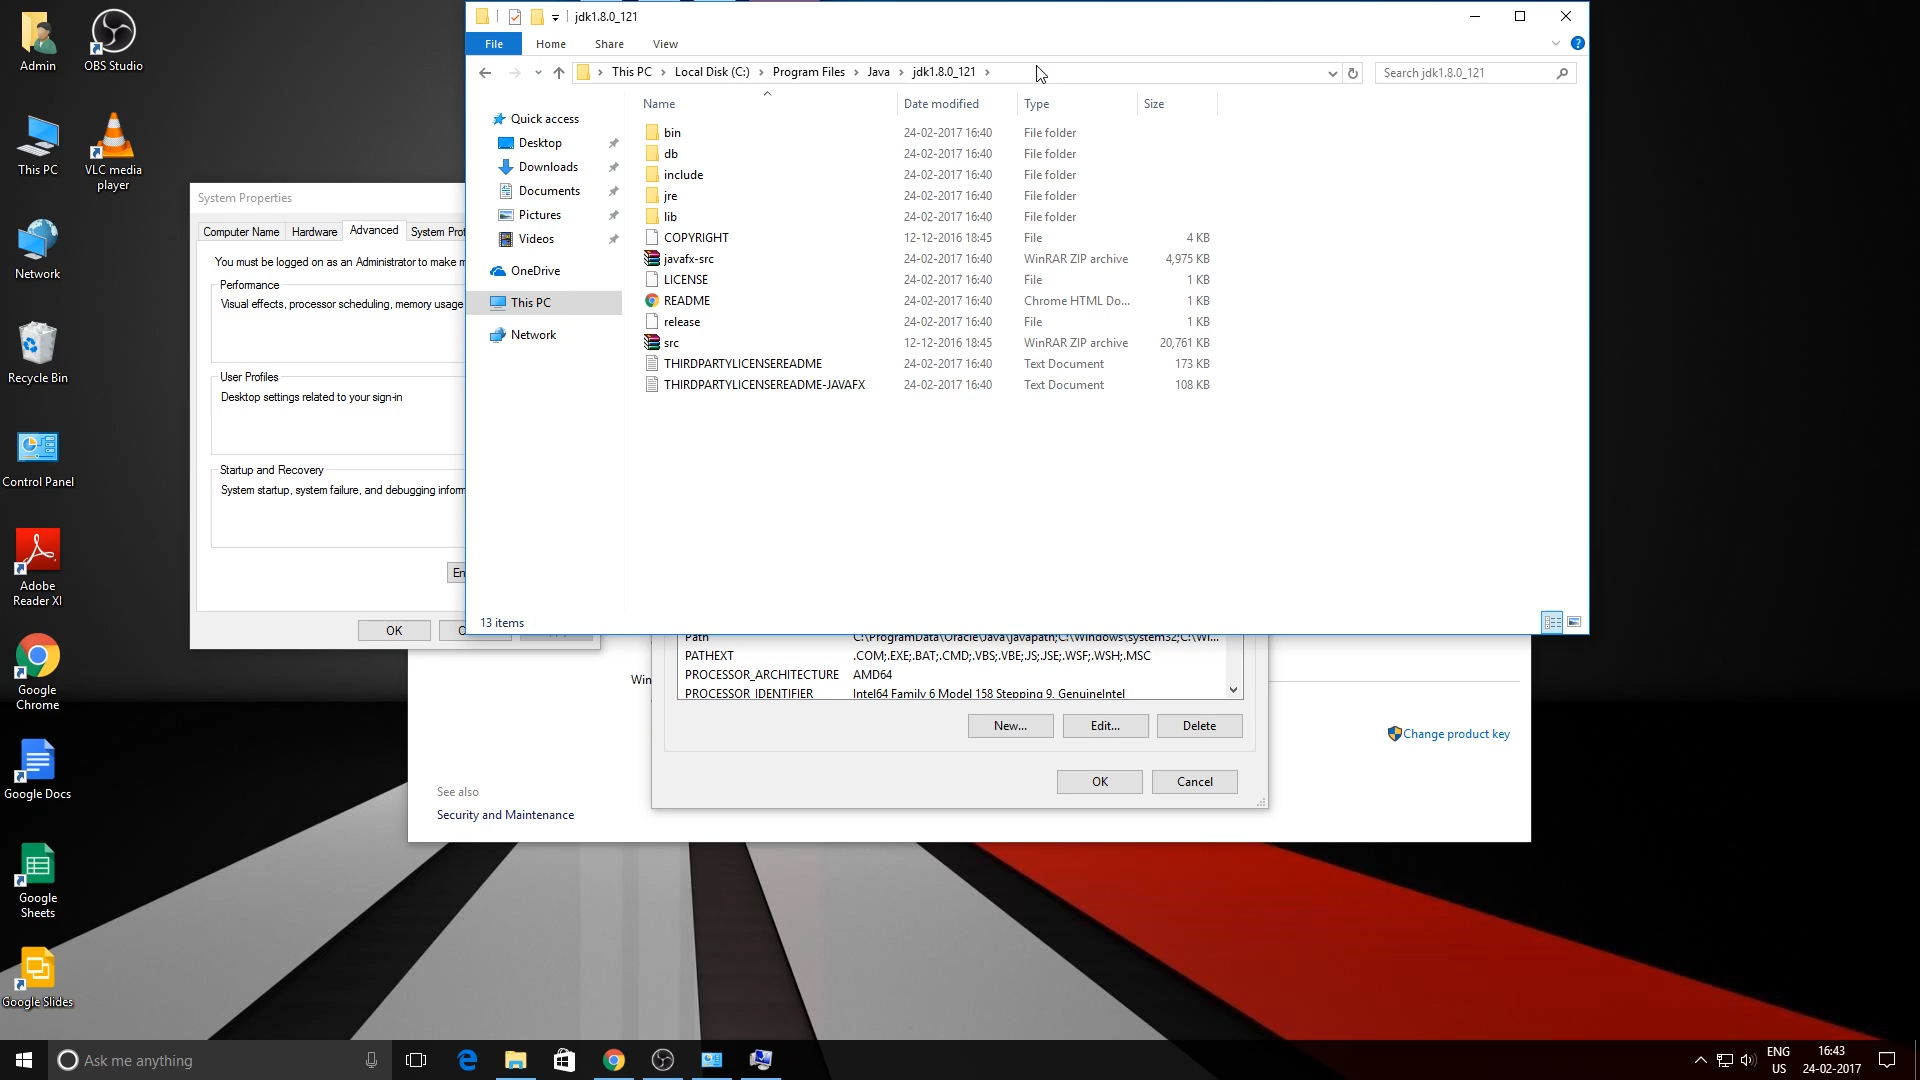 Admin
OBS Studio
This PC
VLC media
player
Network
Recycle Bin
Control Panel
Adobe
Reader XI
Google
Chrome
Google Docs
Google
Sheets
Google Slides
System Properties
Computer Name
Hardware
Advanced
You must be logged on as an Administrator to make
Performance
Visual effects, processor scheduling, memory usage
User Profiles
Desktop settings related to your sign-in
Startup and Recovery
System startup, system failure, and debugging
OK
jdk1.8.0_121
File
Home
Share
View
This PC
Local Disk (C:)
Program Files
Java
jdk1.8.0_121
Search jdk1.8.0_121
Quick access
Desktop
Downloads
Documents
Pictures
Videos
OneDrive
This PC
Network
Name Date modified Type Size
bin 24-02-2017 16:40 File folder
db 24-02-2017 16:40 File folder
include 24-02-2017 16:40 File folder
jre 24-02-2017 16:40 File folder
lib 24-02-2017 16:40 File folder
COPYRIGHT 12-12-2016 18:45 File 4 KB
javafx-src 24-02-2017 16:40 WinRAR ZIP archive 4,975 KB
LICENSE 24-02-2017 16:40 File 1 KB
README 24-02-2017 16:40 Chrome HTML Do... 1 KB
release 24-02-2017 16:40 File 1 KB
src 12-12-2016 18:45 WinRAR ZIP archive 20,761 KB
THIRDPARTYLICENSEREADME 24-02-2017 16:40 Text Document 173 KB
THIRDPARTYLICENSEREADME-JAVAFX 24-02-2017 16:40 Text Document 108 KB
13 items
Path C:\ProgramData\Oracle\Java\javapath;C:\Windows\system32;C:\WI...
PATHEXT .COM;.EXE;.BAT;.CMD;.VBS;.VBE;.JS;.JSE;.WSF;.WSH;.MSC
PROCESSOR_ARCHITECTURE AMD64
PROCESSOR_IDENTIFIER Intel64 Family 6 Model 158 Stepping 9, GenuineIntel
New...
Edit...
Delete
OK
Cancel
Change product key
See also
Security and Maintenance
Ask me anything
ENG
US
16:43
24-02-2017